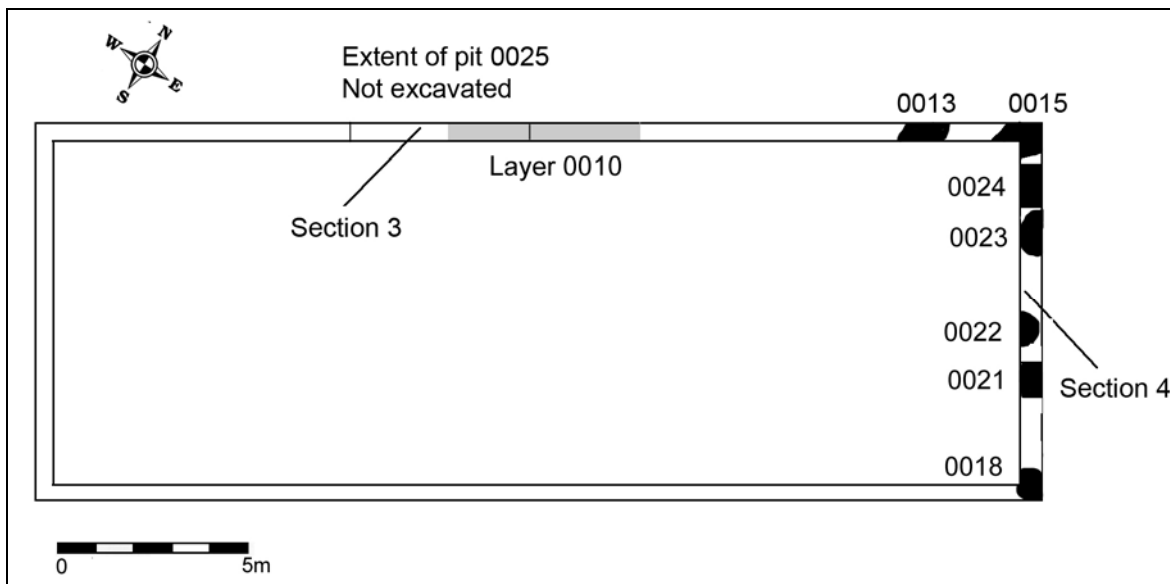 N
W
E
S
Extent of pit 0025
Not excavated
0013
0015
Layer 0010
0024
Section 3
0023
0022
0021
Section 4
0018
0
5m